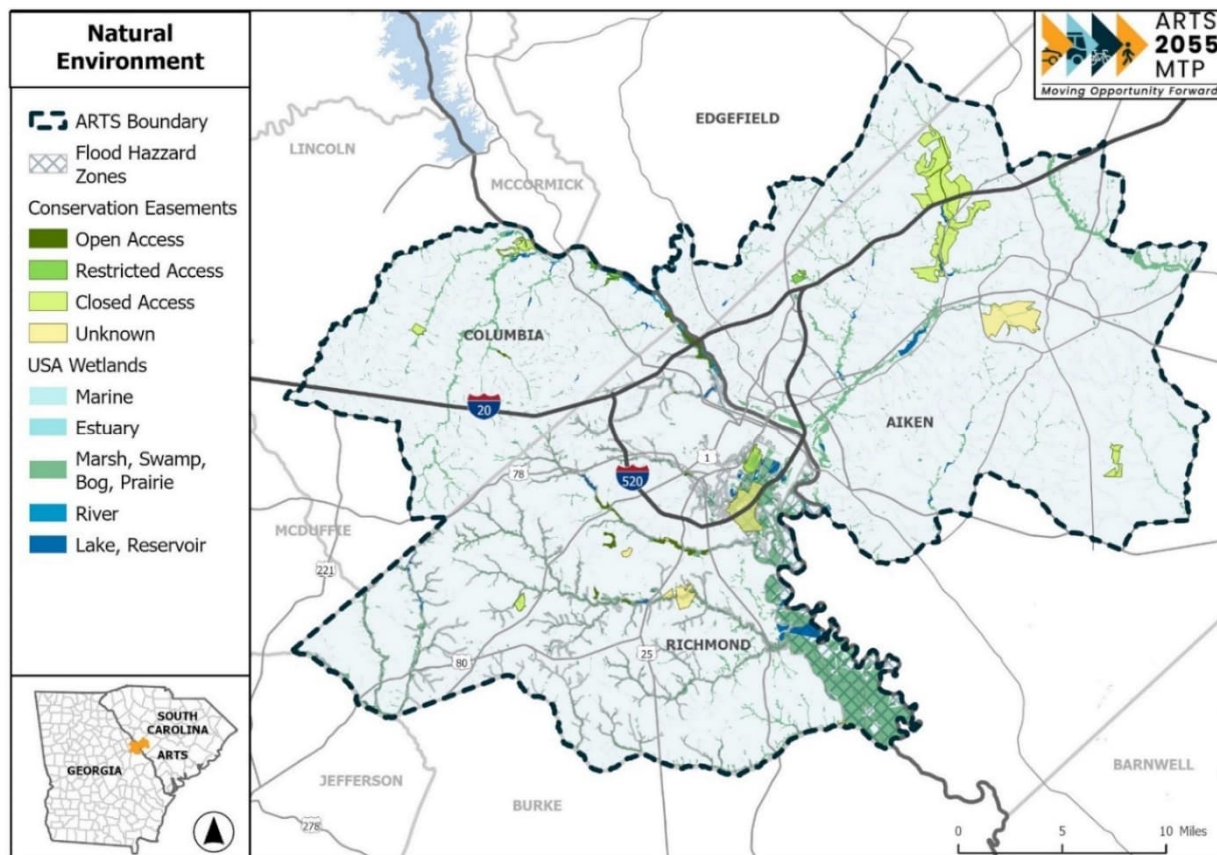 Natural
Environment
ARTS Boundary
Flood Hazzard
Zones
Conservation Easements
Open Access
Restricted Access
Closed Access
Unknown
USA Wetlands
Marine
Estuary
Marsh, Swamp,
Bog, Prairie
River
Lake, Reservoir
SOUTH
CAROLINA
ARTS
GEORGIA
ARTS
2055
MTP
Moving Opportunity Forward
EDGEFIELD
LINCOLN
MCCORMICK
COLUMBIA
20
AIKEN
1
78
520
MCDUFFIE
221
RICHMOND
25
80
JEFFERSON
BURKE
278
BARNWELL
0 5 10 Miles